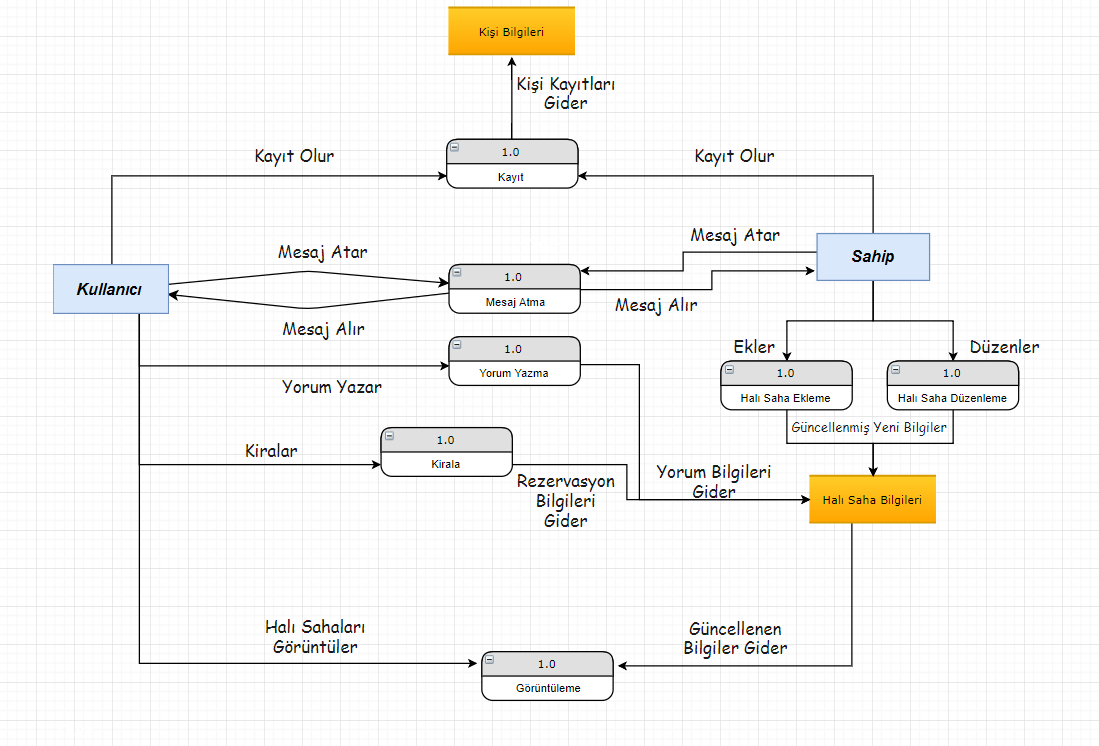 Kişi Bilgileri
Kişi Kayıtları
Gider
1.0
Kayıt
Kayıt Olur
Kayıt Olur
Mesaj Atar
Sahip
Mesaj Atar
Kullanıcı
1.0
Mesaj Atma
Mesaj Alır
Mesaj Alır
1.0
Yorum Yazma
Yorum Yazar
Ekler
Düzenler
1.0
Halı Saha Ekleme
1.0
Halı Saha Düzenleme
Güncellenmiş Yeni Bilgiler
Kiralar
1.0
Kirala
Rezervasyon
Bilgileri
Gider
Yorum Bilgileri
Gider
Halı Saha Bilgileri
Halı Sahaları
Görüntüler
Güncellenen
Bilgiler Gider
1.0
Görüntüleme